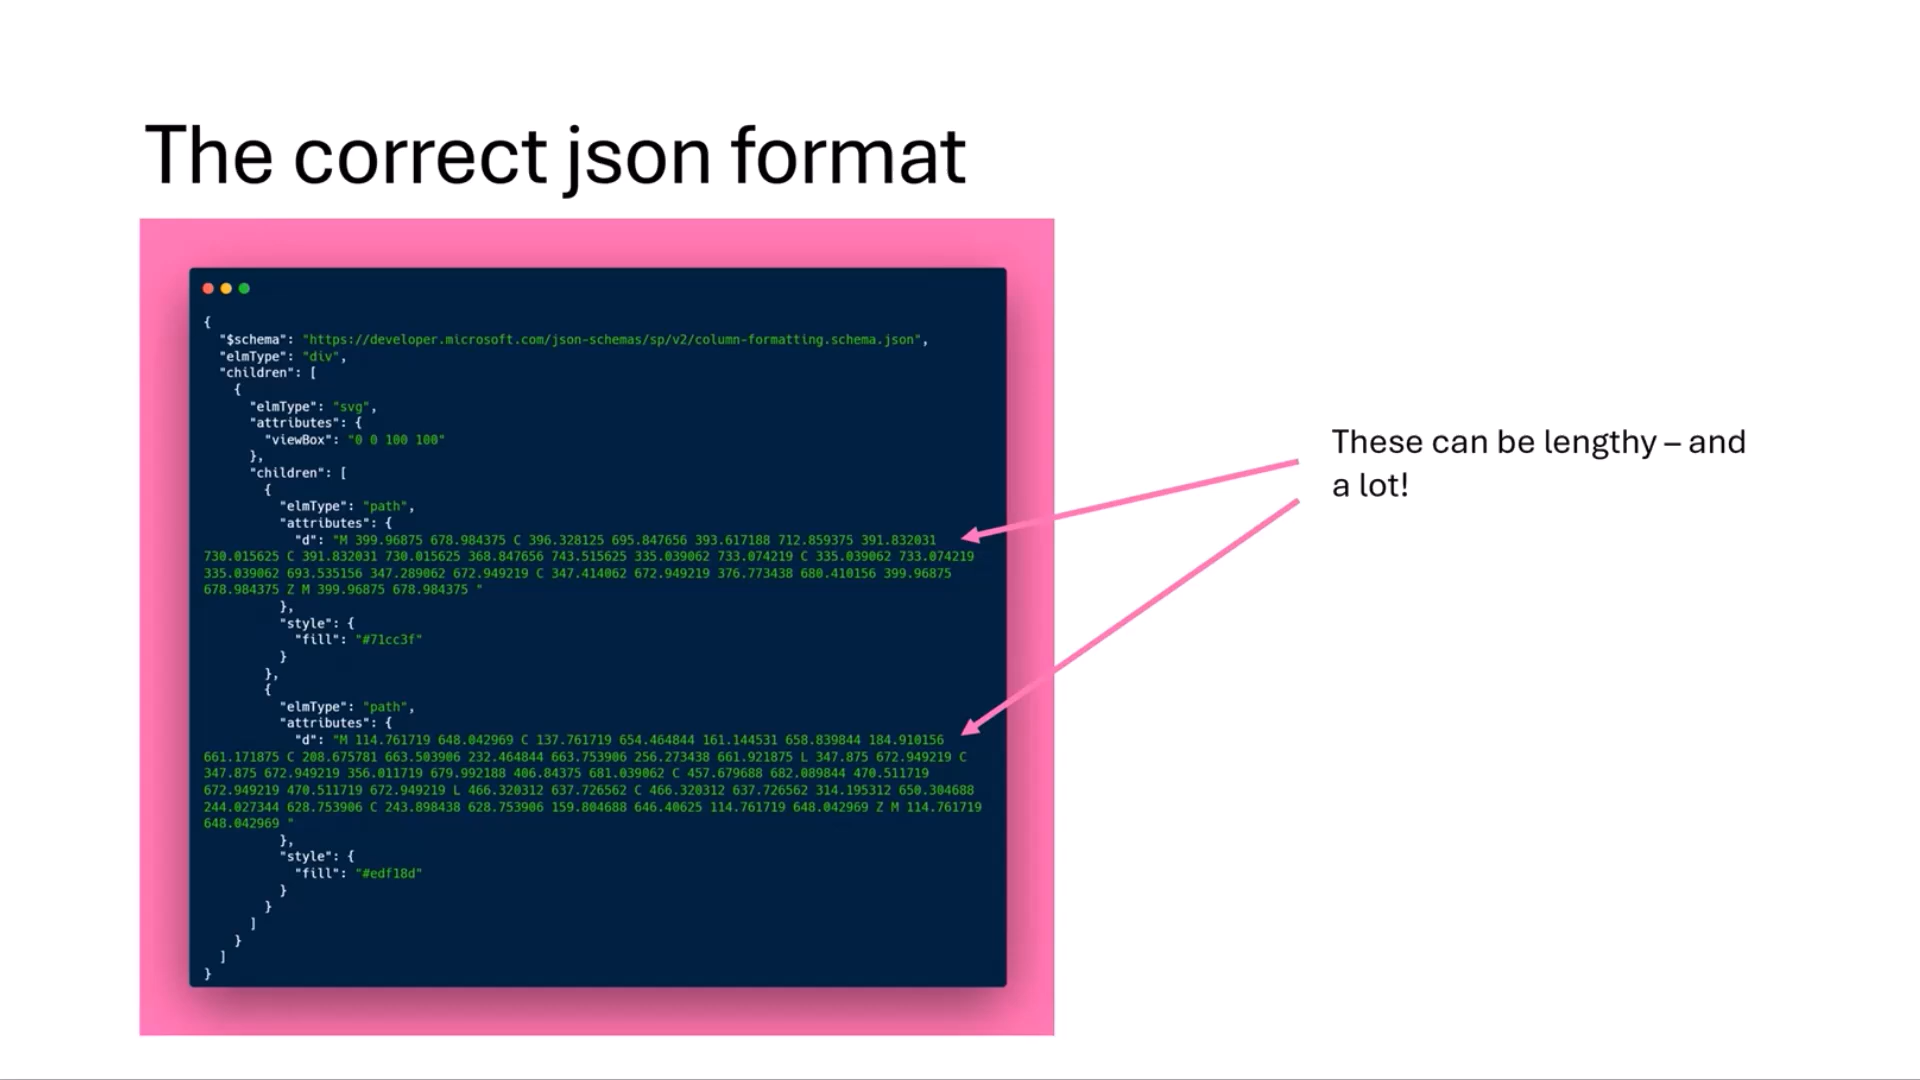 The correct json format
{
"$schema": "https://developer.microsoft.com/json-schemas/sp/v2/column-formatting.schema.json",
"elmType": "div",
"children": [
{
"elmType": "svg",
"attributes": {
"viewBox": "0 0 100 100"
},
"children": [
{
"elmType": "path",
"attributes": {
"d": "M 399.96875 678.984375 C 396.328125 695.847656 393.617188 712.859375 391.832031
730.015625 C 391.832031 730.015625 368.847656 743.515625 335.039062 733.074219 C 335.039062 733.074219
335.039062 693.535156 347.289062 672.949219 C 347.414062 672.949219 376.773438 680.410156 399.96875
678.984375 Z M 399.96875 678.984375 "
},
"style": {
"fill": "#71cc3f"
}
},
{
"elmType": "path",
"attributes": {
"d": "M 114.761719 648.042969 C 137.761719 654.464844 161.144531 658.839844 184.910156
661.171875 C 208.675781 663.503906 232.464844 663.753906 256.273438 661.921875 L 347.875 672.949219 C
347.875 672.949219 356.011719 679.992188 406.84375 681.039062 C 457.679688 682.089844 470.511719
672.949219 470.511719 672.949219 L 466.320312 637.726562 C 466.320312 637.726562 314.195312 650.304688
244.027344 628.753906 C 243.898438 628.753906 159.804688 646.40625 114.761719 648.042969 Z M 114.761719
648.042969 "
},
"style": {
"fill": "#edf18d"
}
}
]
}
]
}
These can be lengthy – and
a lot!